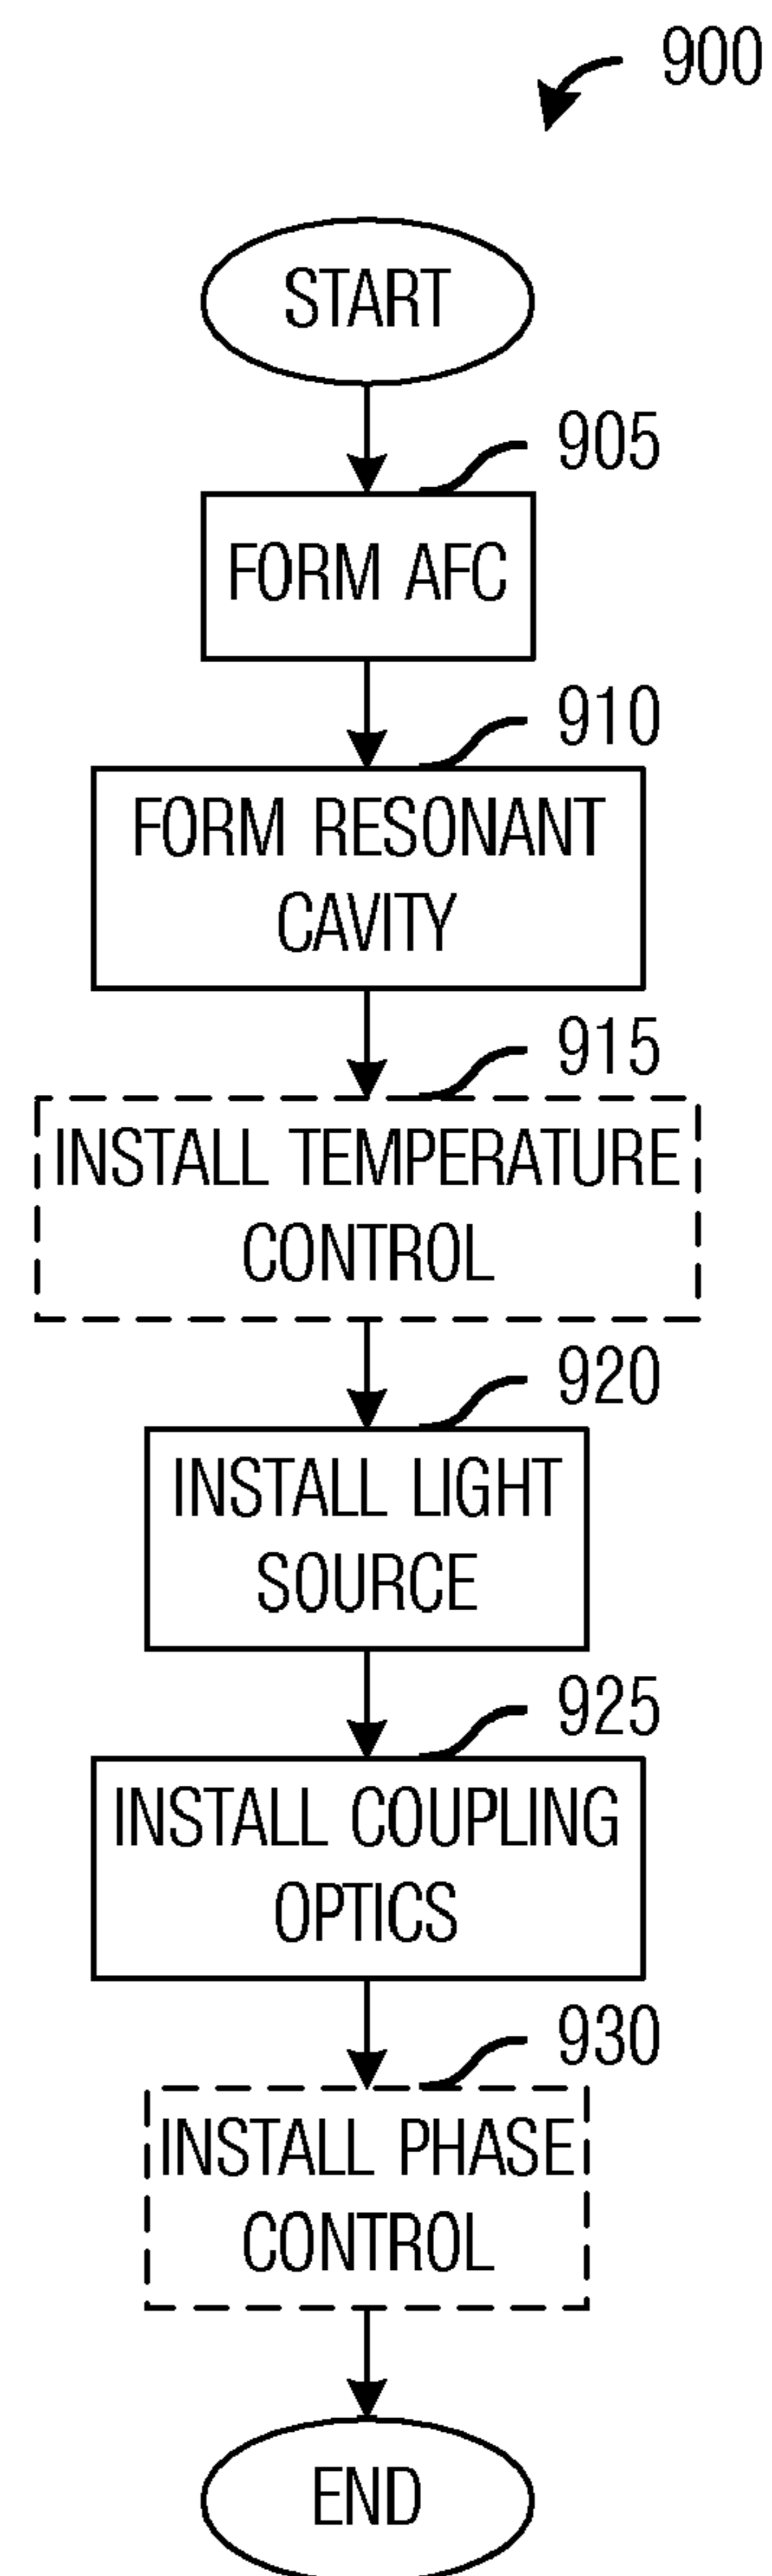 900
START
905
FORM AFC
910
FORM RESONANT
CAVITY
915
INSTALL TEMPERATURE
CONTROL
920
INSTALL LIGHT
SOURCE
925
INSTALL COUPLING
OPTICS
930
INSTALL PHASE
CONTROL
END